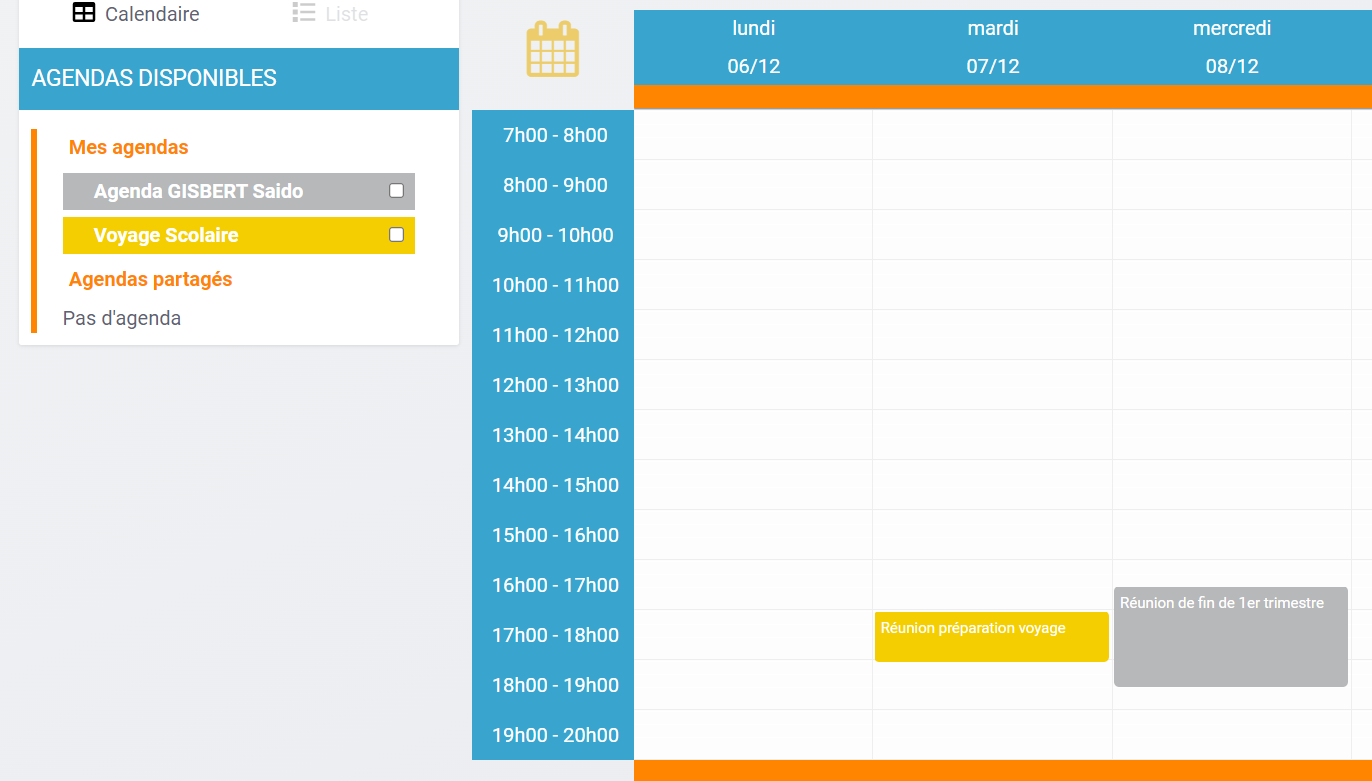 Calendaire
Liste
AGENDAS DISPONIBLES
Mes agendas
Agenda GISBERT Saido
Voyage Scolaire
Agendas partagés
Pas d'agenda
lundi mardi mercredi
06/12 07/12 08/12
7h00 - 8h00
8h00 - 9h00
9h00 - 10h00
10h00 - 11h00
11h00 - 12h00
12h00 - 13h00
13h00 - 14h00
14h00 - 15h00
15h00 - 16h00
16h00 - 17h00
17h00 - 18h00
18h00 - 19h00
19h00 - 20h00
Réunion préparation voyage
Réunion de fin de 1er trimestre